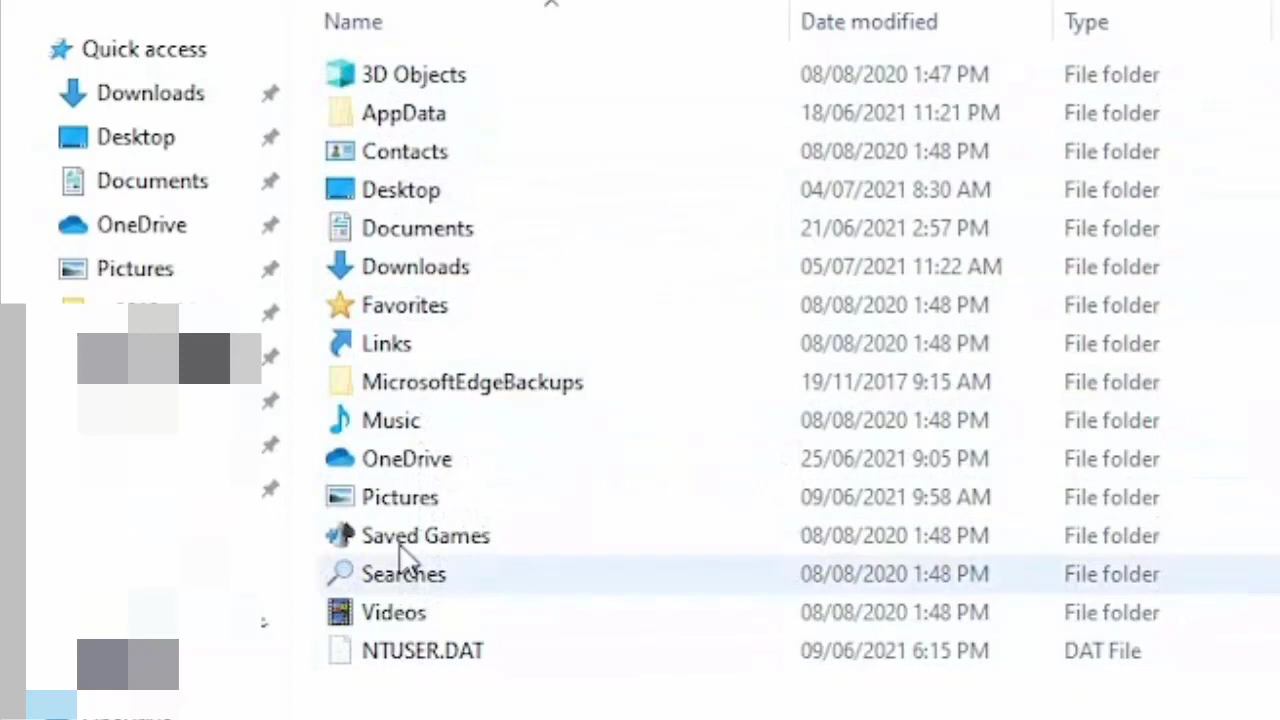 Name Date modified Type
Quick access
Downloads
Desktop
Documents
OneDrive
Pictures
3D Objects 08/08/2020 1:47 PM File folder
AppData 18/06/2021 11:21 PM File folder
Contacts 08/08/2020 1:48 PM File folder
Desktop 04/07/2021 8:30 AM File folder
Documents 21/06/2021 2:57 PM File folder
Downloads 05/07/2021 11:22 AM File folder
Favorites 08/08/2020 1:48 PM File folder
Links 08/08/2020 1:48 PM File folder
MicrosoftEdgeBackups 19/11/2017 9:15 AM File folder
Music 08/08/2020 1:48 PM File folder
OneDrive 25/06/2021 9:05 PM File folder
Pictures 09/06/2021 9:58 AM File folder
Saved Games 08/08/2020 1:48 PM File folder
Searches 08/08/2020 1:48 PM File folder
Videos 08/08/2020 1:48 PM File folder
NTUSER.DAT 09/06/2021 6:15 PM DAT File